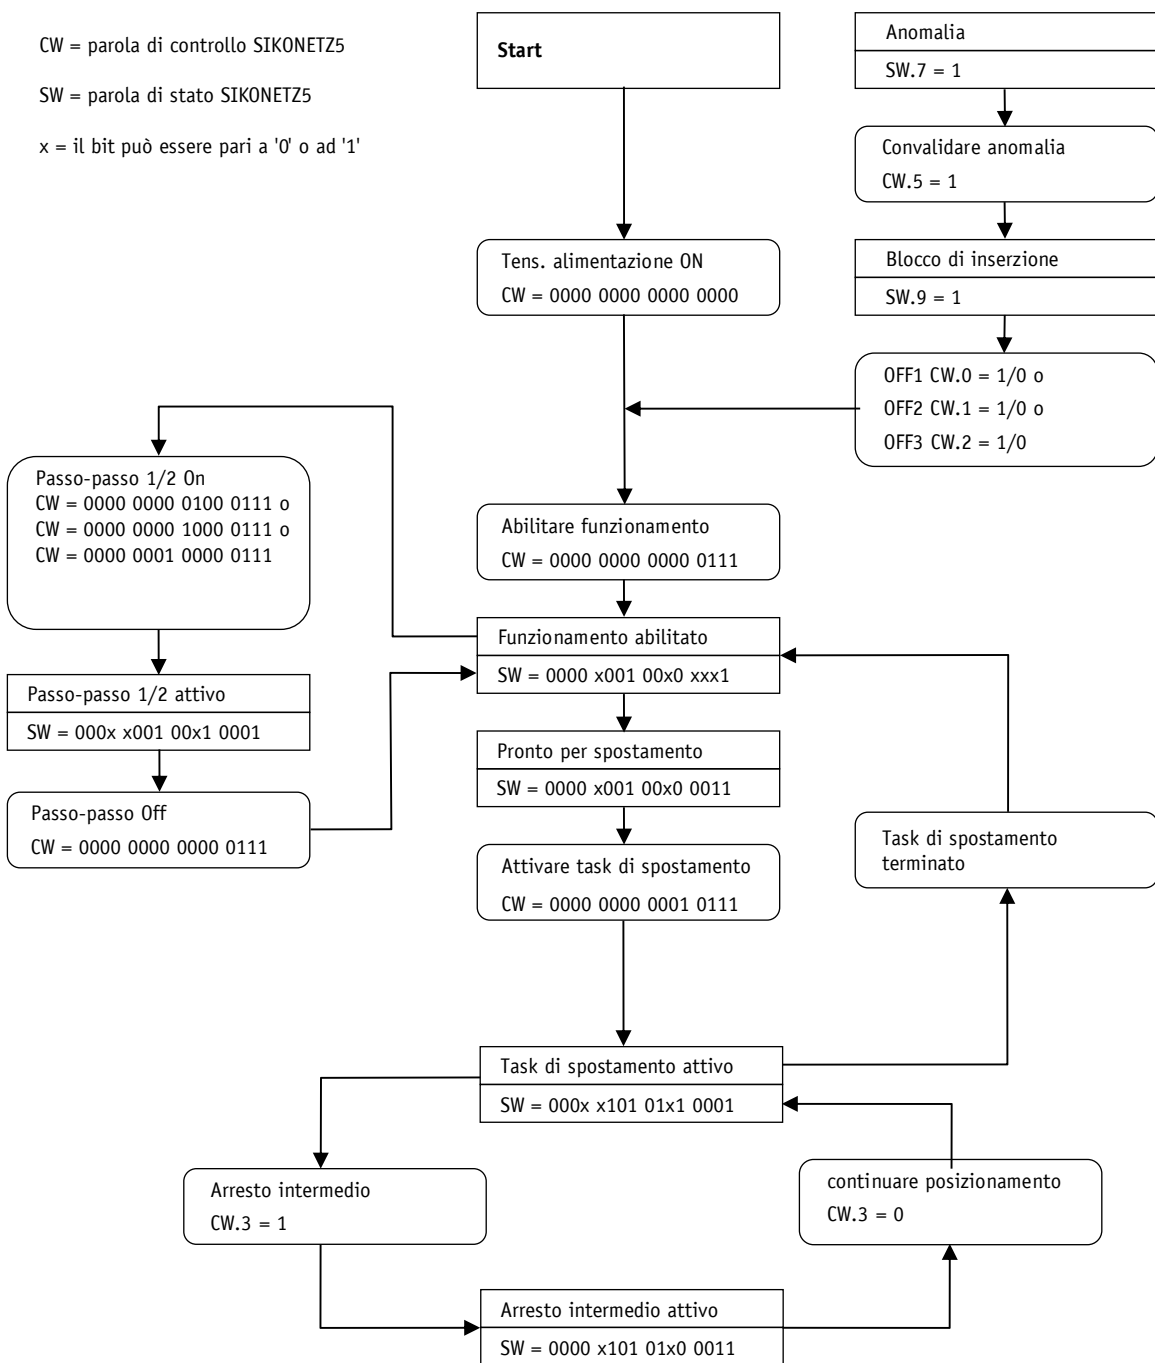 CW = parola di controllo SIKONETZ5
SW = parola di stato SIKONETZ5
x = il bit può essere pari a '0' o ad '1'
Start
Anomalia
SW.7 = 1
Convalidare anomalia
CW.5 = 1
Tens. alimentazione ON
CW = 0000 0000 0000 0000
Blocco di inserzione
SW.9 = 1
OFF1 CW.0 = 1/0 o
OFF2 CW.1 = 1/0 o
OFF3 CW.2 = 1/0
Passo-passo 1/2 On
CW = 0000 0000 0100 0111 o
CW = 0000 0000 1000 0111 o
CW = 0000 0001 0000 0111
Abilitare funzionamento
CW = 0000 0000 0000 0111
Funzionamento abilitato
SW = 0000 x001 00x0 xxx1
Passo-passo 1/2 attivo
SW = 000x x001 00x1 0001
Pronto per spostamento
SW = 0000 x001 00x0 0011
Passo-passo Off
CW = 0000 0000 0000 0111
Attivare task di spostamento
CW = 0000 0000 0001 0111
Task di spostamento
terminato
Task di spostamento attivo
SW = 000x x101 01x1 0001
Arresto intermedio
CW.3 = 1
continuare posizionamento
CW.3 = 0
Arresto intermedio attivo
SW = 0000 x101 01x0 0011